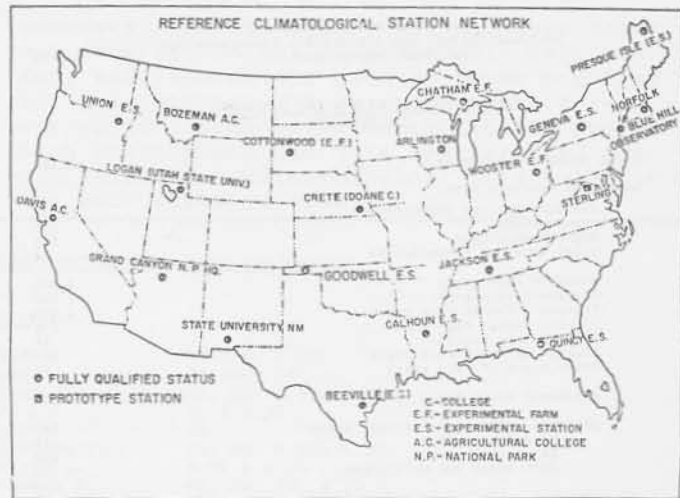 REFERENCE CLIMATOLOGICAL STATION NETWORK
PRESQUE ISLE (E.S.)
CHATHAM E.F.
UNION E.S.
BOZEMAN A.C.
GENEVA E.S.
NORFOLK
BLUE HILL
OBSERVATORY
COTTONWOOD (E.F.)
ARLINGTON
WOOSTER E.F.
LOGAN (UTAH STATE UNIV.)
CRETE (DOANE C.)
STERLING
DAVIS A.C.
GRAND CANYON N.P. HQ.
GOODWELL E.S.
JACKSON E.S.
STATE UNIVERSITY, NM
CALHOUN E.S.
QUINCY E.S.
FULLY QUALIFIED STATUS
PROTOTYPE STATION
BEEVILLE (E.S.)
C.-COLLEGE
E.F.-EXPERIMENTAL FARM
E.S.-EXPERIMENTAL STATION
A.C.-AGRICULTURAL COLLEGE
N.P.-NATIONAL PARK